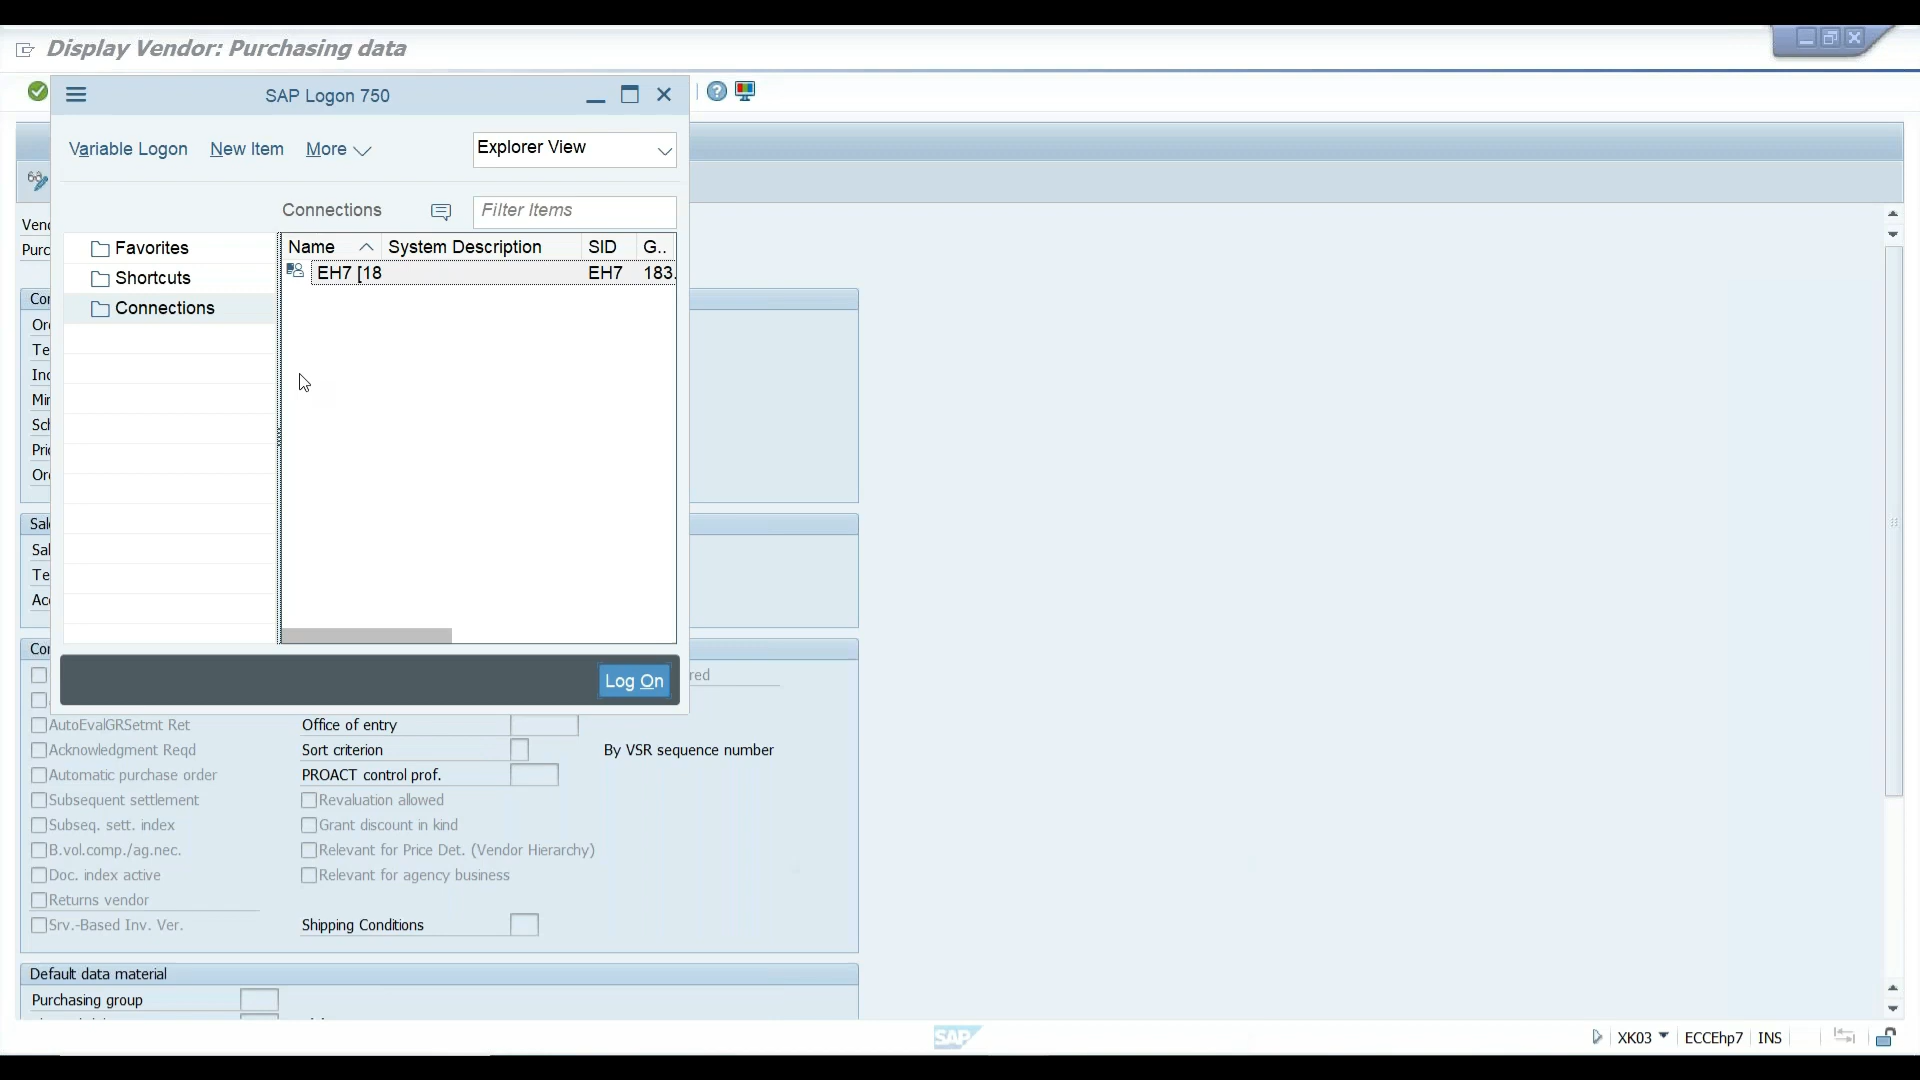 Display Vendor: Purchasing data
SAP Logon 750
Variable Logon New Item More Explorer View
Connections Filter Items
Favorites
Shortcuts
Connections
Name System Description SID G..
EH7 [18 EH7 183.
Log On
Office of entry
AutoEvalGRSetmt Ret
Acknowledgment Reqd
Sort criterion By VSR sequence number
Automatic purchase order
PROACT control prof.
Subsequent settlement
Revaluation allowed
Subseq. sett. index
Grant discount in kind
B.vol.comp./ag.nec.
Relevant for Price Det. (Vendor Hierarchy)
Doc. index active
Relevant for agency business
Returns vendor
Srv.-Based Inv. Ver.
Shipping Conditions
Default data material
Purchasing group
SAP
XK03 ECCEhp7 INS